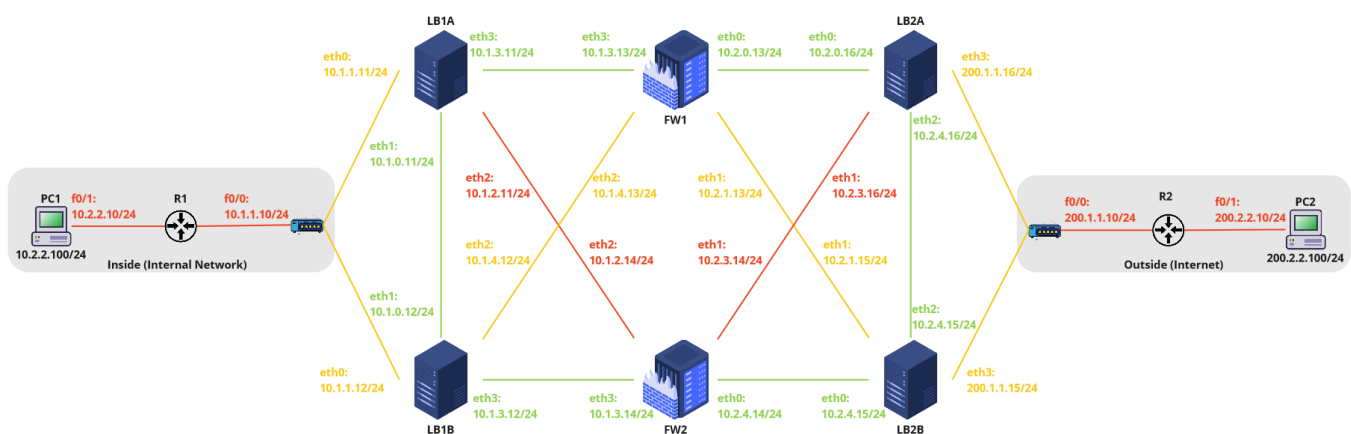 LB1A
LB2A
eth3:
10.1.3.11/24
eth3:
10.1.3.13/24
eth0:
10.2.0.13/24
eth0:
10.2.0.16/24
eth0:
10.1.1.11/24
eth3:
200.1.1.16/24
FW1
eth1:
10.1.0.11/24
eth2:
10.2.4.16/24
eth2:
10.1.2.11/24
eth2:
10.1.4.13/24
eth1:
10.2.1.13/24
eth1:
10.2.3.16/24
PC1
f0/1:
10.2.2.10/24
R1
f0/0:
10.1.1.10/24
10.2.2.100/24
Inside (Internal Network)
f0/0:
200.1.1.10/24
R2
f0/1:
200.2.2.10/24
PC2
200.2.2.100/24
Outside (Internet)
eth2:
10.1.4.12/24
eth2:
10.1.2.14/24
eth1:
10.2.3.14/24
eth1:
10.2.1.15/24
eth1:
10.1.0.12/24
eth2:
10.2.4.15/24
eth0:
10.1.1.12/24
eth3:
200.1.1.15/24
eth3:
10.1.3.12/24
eth3:
10.1.3.14/24
eth0:
10.2.4.14/24
eth0:
10.2.4.15/24
LB1B
FW2
LB2B